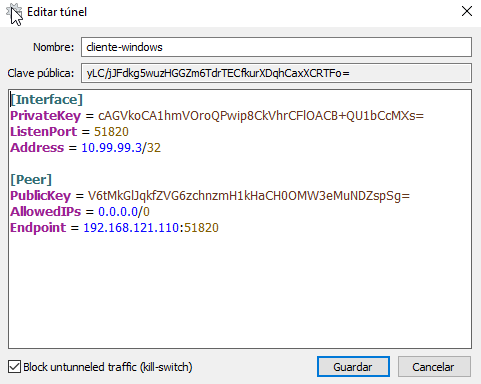 Editar túnel
Nombre: cliente-windows
Clave pública: yLC/jJFdkg5wuzHGGZm6TdrTECfkurXDqhCaxXCRTFo=
[Interface]
PrivateKey = cAGVkoCA1hmVOroQPwip8CkVhrCFlOACB+QU1bCcMXs=
ListenPort = 51820
Address = 10.99.99.3/32
[Peer]
PublicKey = V6tMkGlJqkfZVG6zchnzmH1kHaCH0OMW3eMuNDZspSg=
AllowedIPs = 0.0.0.0/0
Endpoint = 192.168.121.110:51820
Block untunneled traffic (kill-switch)
Guardar
Cancelar